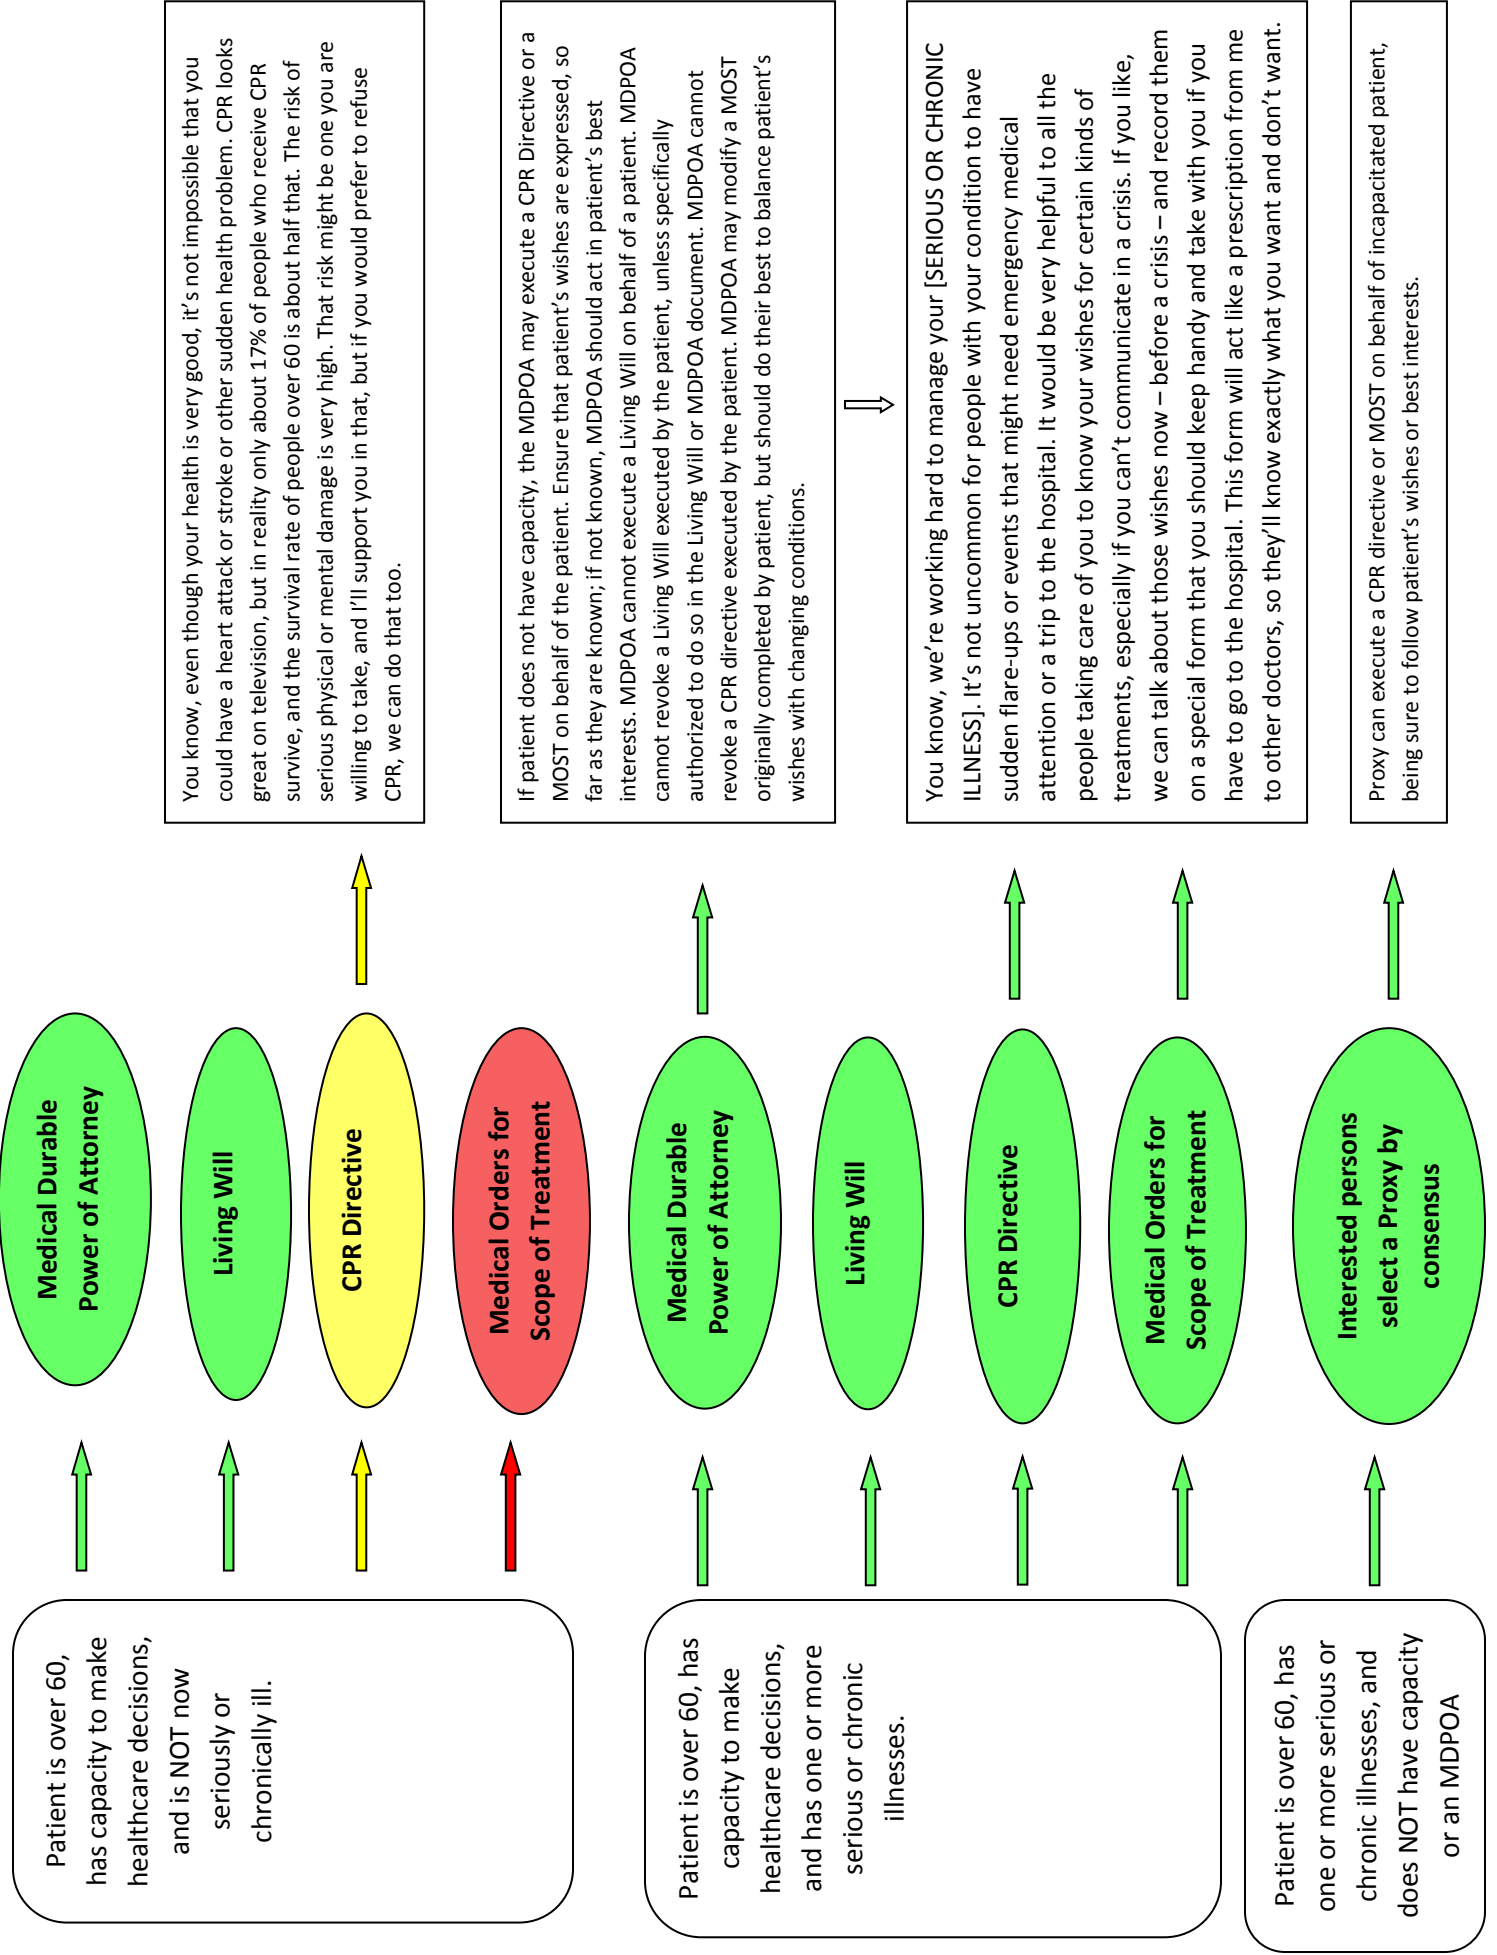 Patient is over 60,
has capacity to make
healthcare decisions,
and is NOT now
seriously or
chronically ill.
Medical Durable
Power of Attorney
Living Will
CPR Directive
Medical Orders for
Scope of Treatment
You know, even though your health is very good, it’s not impossible that you
could have a heart attack or stroke or other sudden health problem. CPR looks
great on television, but in reality only about 17% of people who receive CPR
survive, and the survival rate of people over 60 is about half that. The risk of
serious physical or mental damage is very high. That risk might be one you are
willing to take, and I’ll support you in that, but if you would prefer to refuse
CPR, we can do that too.
Patient is over 60, has
capacity to make
healthcare decisions,
and has one or more
serious or chronic
illnesses.
Medical Durable
Power of Attorney
Living Will
CPR Directive
Medical Orders for
Scope of Treatment
If patient does not have capacity, the MDPOA may execute a CPR Directive or a
MOST on behalf of the patient. Ensure that patient’s wishes are expressed, so
far as they are known; if not known, MDPOA should act in patient’s best
interests. MDPOA cannot execute a Living Will on behalf of a patient. MDPOA
cannot revoke a Living Will executed by the patient, unless specifically
authorized to do so in the Living Will or MDPOA document. MDPOA cannot
revoke a CPR directive executed by the patient. MDPOA may modify a MOST
originally completed by patient, but should do their best to balance patient’s
wishes with changing conditions.
You know, we’re working hard to manage your [SERIOUS OR CHRONIC
ILLNESS]. It’s not uncommon for people with your condition to have
sudden flare-ups or events that might need emergency medical
attention or a trip to the hospital. It would be very helpful to all the
people taking care of you to know your wishes for certain kinds of
treatments, especially if you can’t communicate in a crisis. If you like,
we can talk about those wishes now – before a crisis – and record them
on a special form that you should keep handy and take with you if you
have to go to the hospital. This form will act like a prescription from me
to other doctors, so they’ll know exactly what you want and don’t want.
Patient is over 60, has
one or more serious or
chronic illnesses, and
does NOT have capacity
or an MDPOA
Interested persons
select a Proxy by
consensus
Proxy can execute a CPR directive or MOST on behalf of incapacitated patient,
being sure to follow patient’s wishes or best interests.